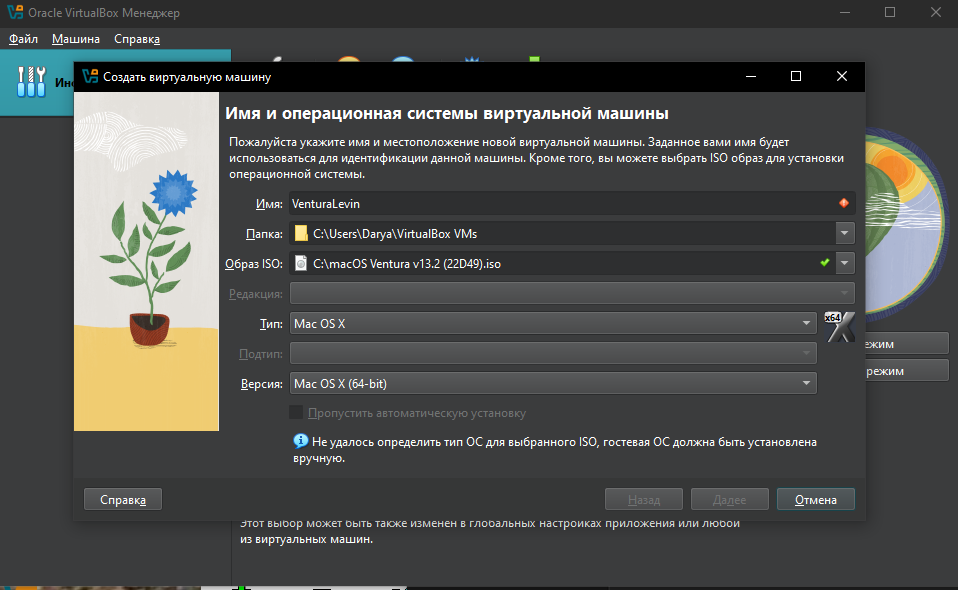 Oracle VirtualBox Менеджер
Файл Машина Справка
Создать виртуальную машину
Имя и операционная системы виртуальной машины
Пожалуйста укажите имя и местоположение новой виртуальной машины. Заданное вами имя будет
использоваться для идентификации данной машины. Кроме того, вы можете выбрать ISO образ для установки
операционной системы.
Имя: VenturaLevin
Папка: C:\Users\Darya\VirtualBox VMs
Образ ISO: C:\macOS Ventura v13.2 (22D49).iso
Редакция:
Тип: Mac OS X
x64
Подтип:
Версия: Mac OS X (64-bit)
Пропустить автоматическую установку
Не удалось определить тип ОС для выбранного ISO, гостевая ОС должна быть установлена
вручную.
режим
Справка Назад Далее Отмена
Этот выбор может быть также изменен в глобальных настройках приложения или любой
из виртуальных машин.